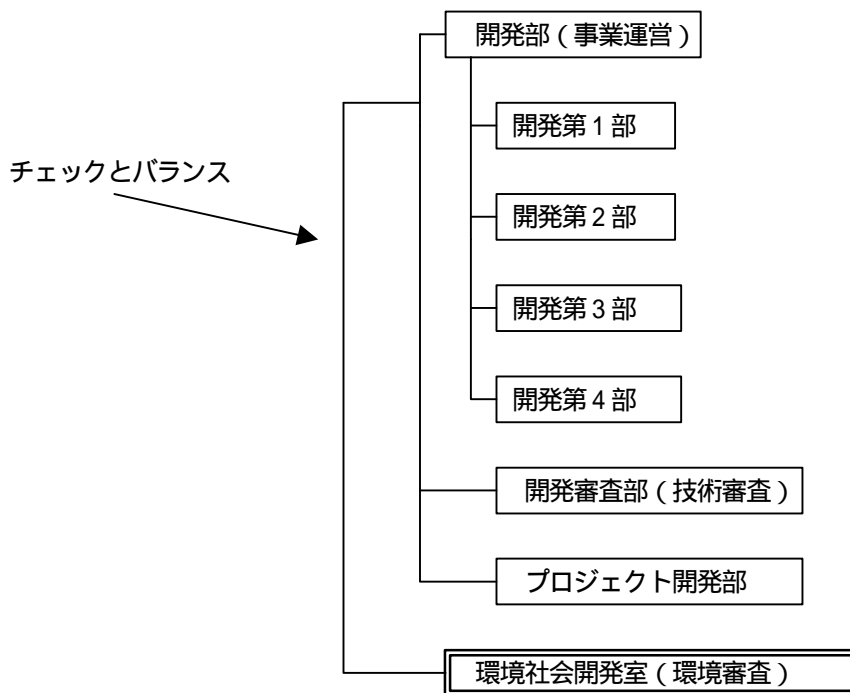 開発部（事業運営）
開発第１部
チェックとバランス
開発第２部
開発第３部
開発第４部
開発審査部（技術審査）
プロジェクト開発部
環境社会開発室（環境審査）